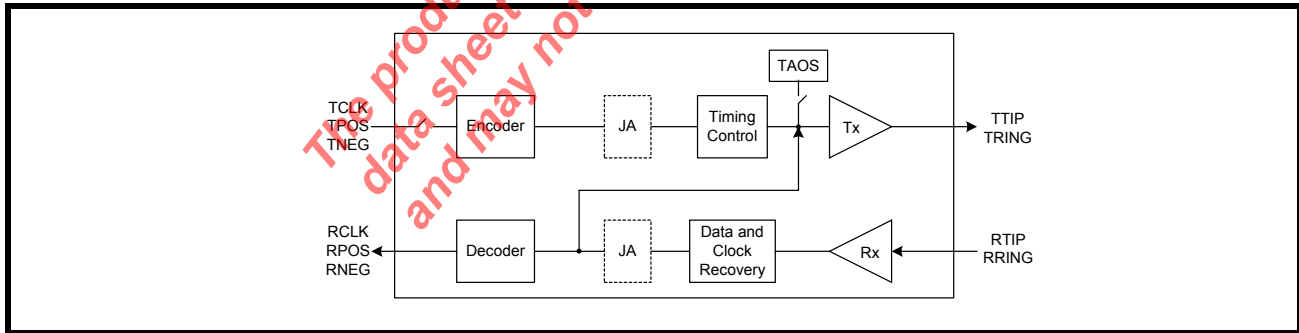 TAOS
TCLK
TPOS
TNEG
Encoder
JA
Timing
Control
Tx
TTIP
TRING
RCLK
RPOS
RNEG
Decoder
JA
Data and
Clock
Recovery
Rx
RTIP
RRING
The produ
data sheet
and may not